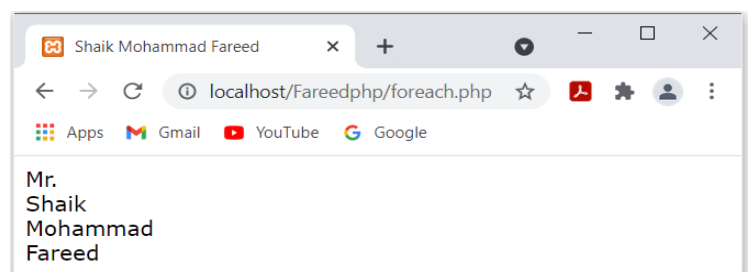 Shaik Mohammad Fareed
localhost/Fareedphp/foreach.php
Apps Gmail YouTube Google
Mr.
Shaik
Mohammad
Fareed